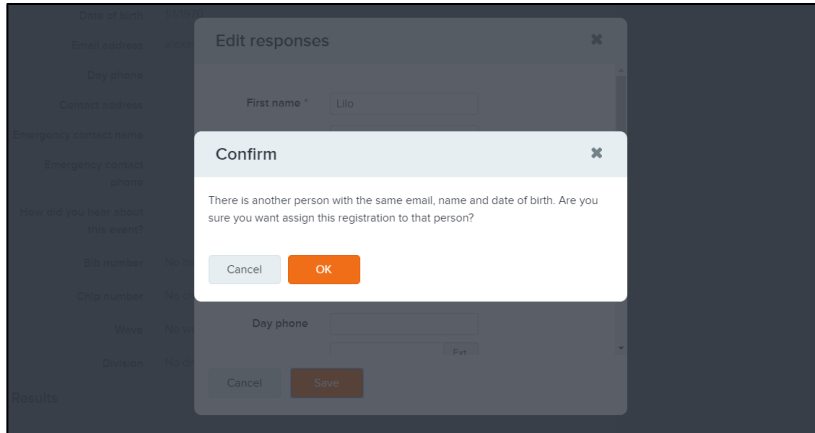 Date of birth
Edit responses
Email address
Day phone
Contact address
First name * Lilo
Emergency contact name
Confirm
Emergency contact
phone
There is another person with the same email, name and date of birth. Are you
sure you want assign this registration to that person?
How did you hear about
this event?
Cancel OK
Bib number
Chip number
Day phone
Wave
Ext.
Division
Cancel Save
Results